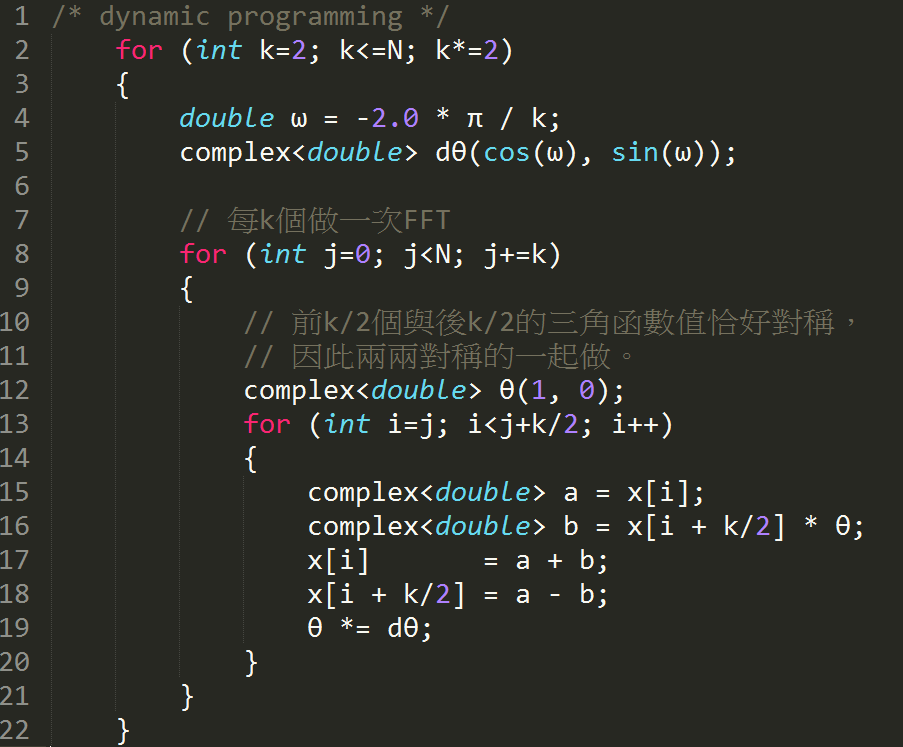 1 /* dynamic programming */
2 for (int k=2; k<=N; k*=2)
3 {
4 double ω = -2.0 * π / k;
5 complex<double> dθ(cos(ω), sin(ω));
6
7 // 每k個做一次FFT
8 for (int j=0; j<N; j+=k)
9 {
10 // 前k/2個與後k/2的三角函數值恰好對稱，
11 // 因此兩兩對稱的一起做。
12 complex<double> θ(1, 0);
13 for (int i=j; i<j+k/2; i++)
14 {
15 complex<double> a = x[i];
16 complex<double> b = x[i + k/2] * θ;
17 x[i]       = a + b;
18 x[i + k/2] = a - b;
19 θ *= dθ;
20 }
21 }
22 }